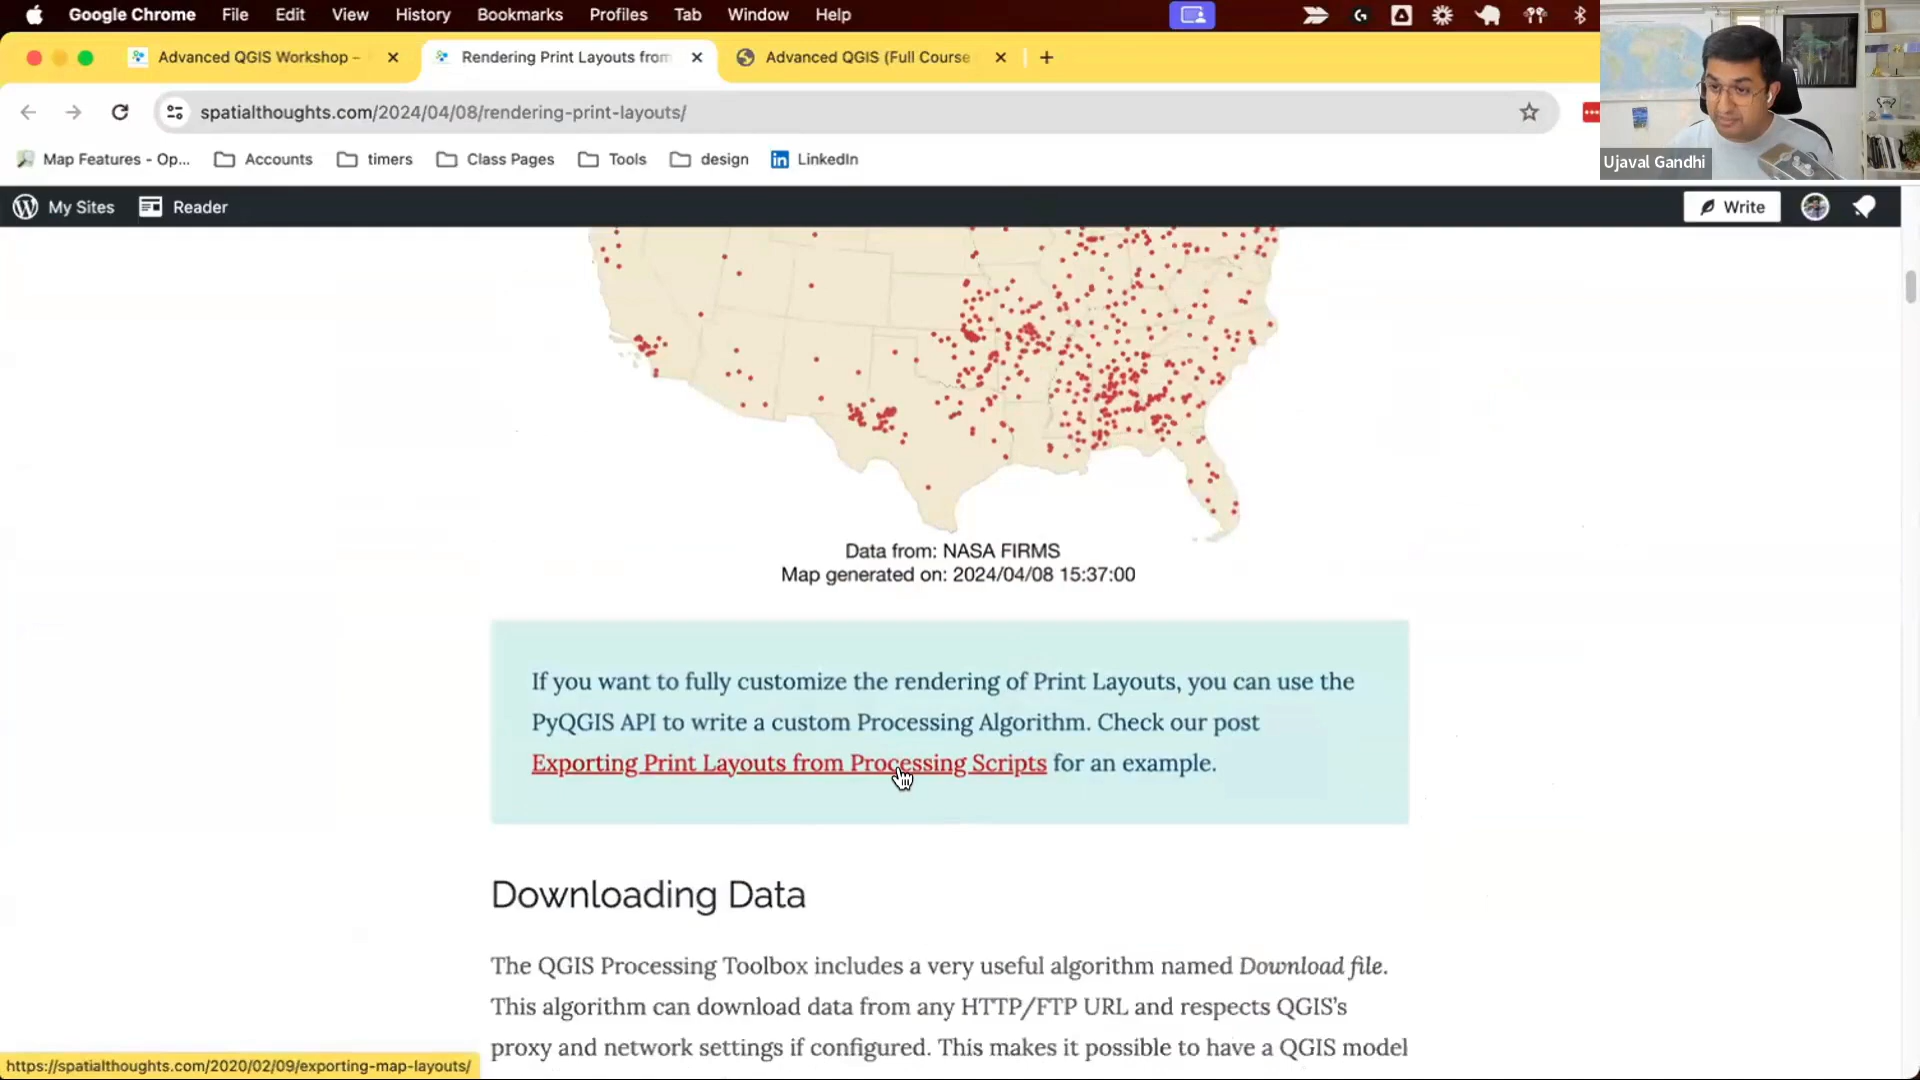 Google Chrome File Edit View History Bookmarks Profiles Tab Window Help
Advanced QGIS Workshop –
Rendering Print Layouts from
Advanced QGIS (Full Course
spatialthoughts.com/2024/04/08/rendering-print-layouts/
Ujaval Gandhi
Map Features - Op... Accounts timers Class Pages Tools design LinkedIn
My Sites Reader Write
Data from: NASA FIRMS
Map generated on: 2024/04/08 15:37:00
If you want to fully customize the rendering of Print Layouts, you can use the
PyQGIS API to write a custom Processing Algorithm. Check our post
Exporting Print Layouts from Processing Scripts for an example.
Downloading Data
The QGIS Processing Toolbox includes a very useful algorithm named Download file.
This algorithm can download data from any HTTP/FTP URL and respects QGIS’s
proxy and network settings if configured. This makes it possible to have a QGIS model
https://spatialthoughts.com/2020/02/09/exporting-map-layouts/